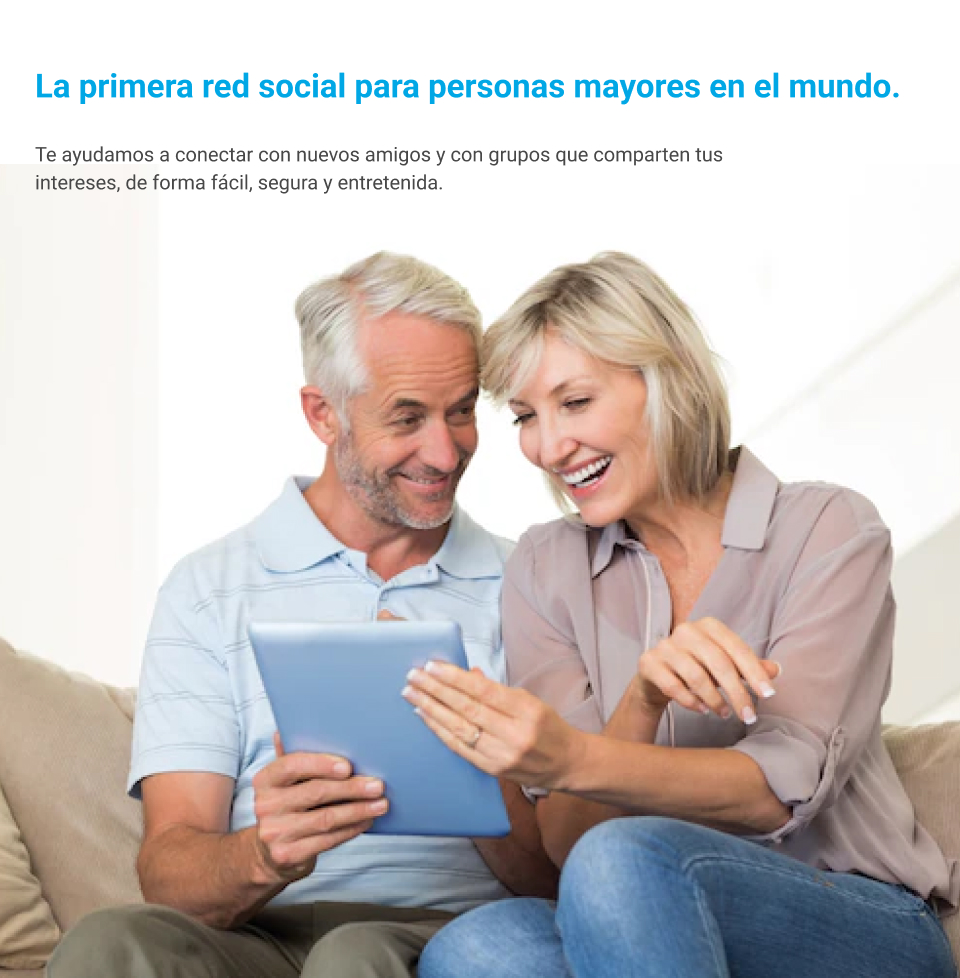 La primera red social para personas mayores en el mundo.
Te ayudamos a conectar con nuevos amigos y con grupos que comparten tus
intereses, de forma fácil, segura y entretenida.